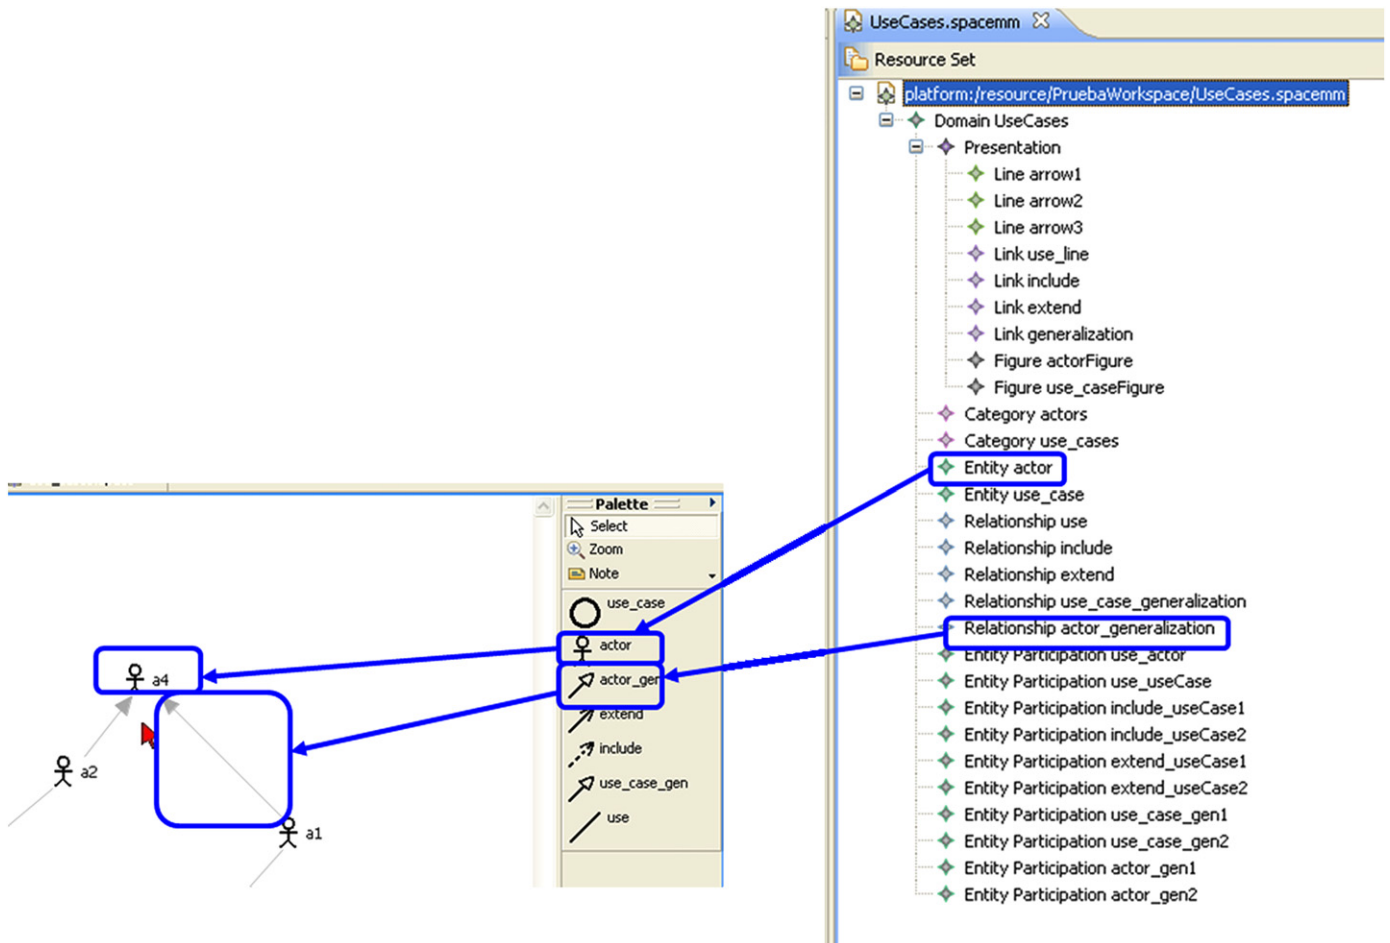 UseCases.spacemm
Resource Set
platform:/resource/PruebaWorkspace/UseCases.spacemm
Domain UseCases
Presentation
Line arrow1
Line arrow2
Line arrow3
Link use_line
Link include
Link extend
Link generalization
Figure actorFigure
Figure use_caseFigure
Category actors
Category use_cases
Entity actor
Entity use_case
Relationship use
Relationship include
Relationship extend
Relationship use_case_generalization
Relationship actor_generalization
Entity Participation use_actor
Entity Participation use_useCase
Entity Participation include_useCase1
Entity Participation include_useCase2
Entity Participation extend_useCase1
Entity Participation extend_useCase2
Entity Participation use_case_gen1
Entity Participation use_case_gen2
Entity Participation actor_gen1
Entity Participation actor_gen2
Palette
Select
Zoom
Note
use_case
actor
actor_gen
extend
include
use_case_gen
use
a4
a2
a1